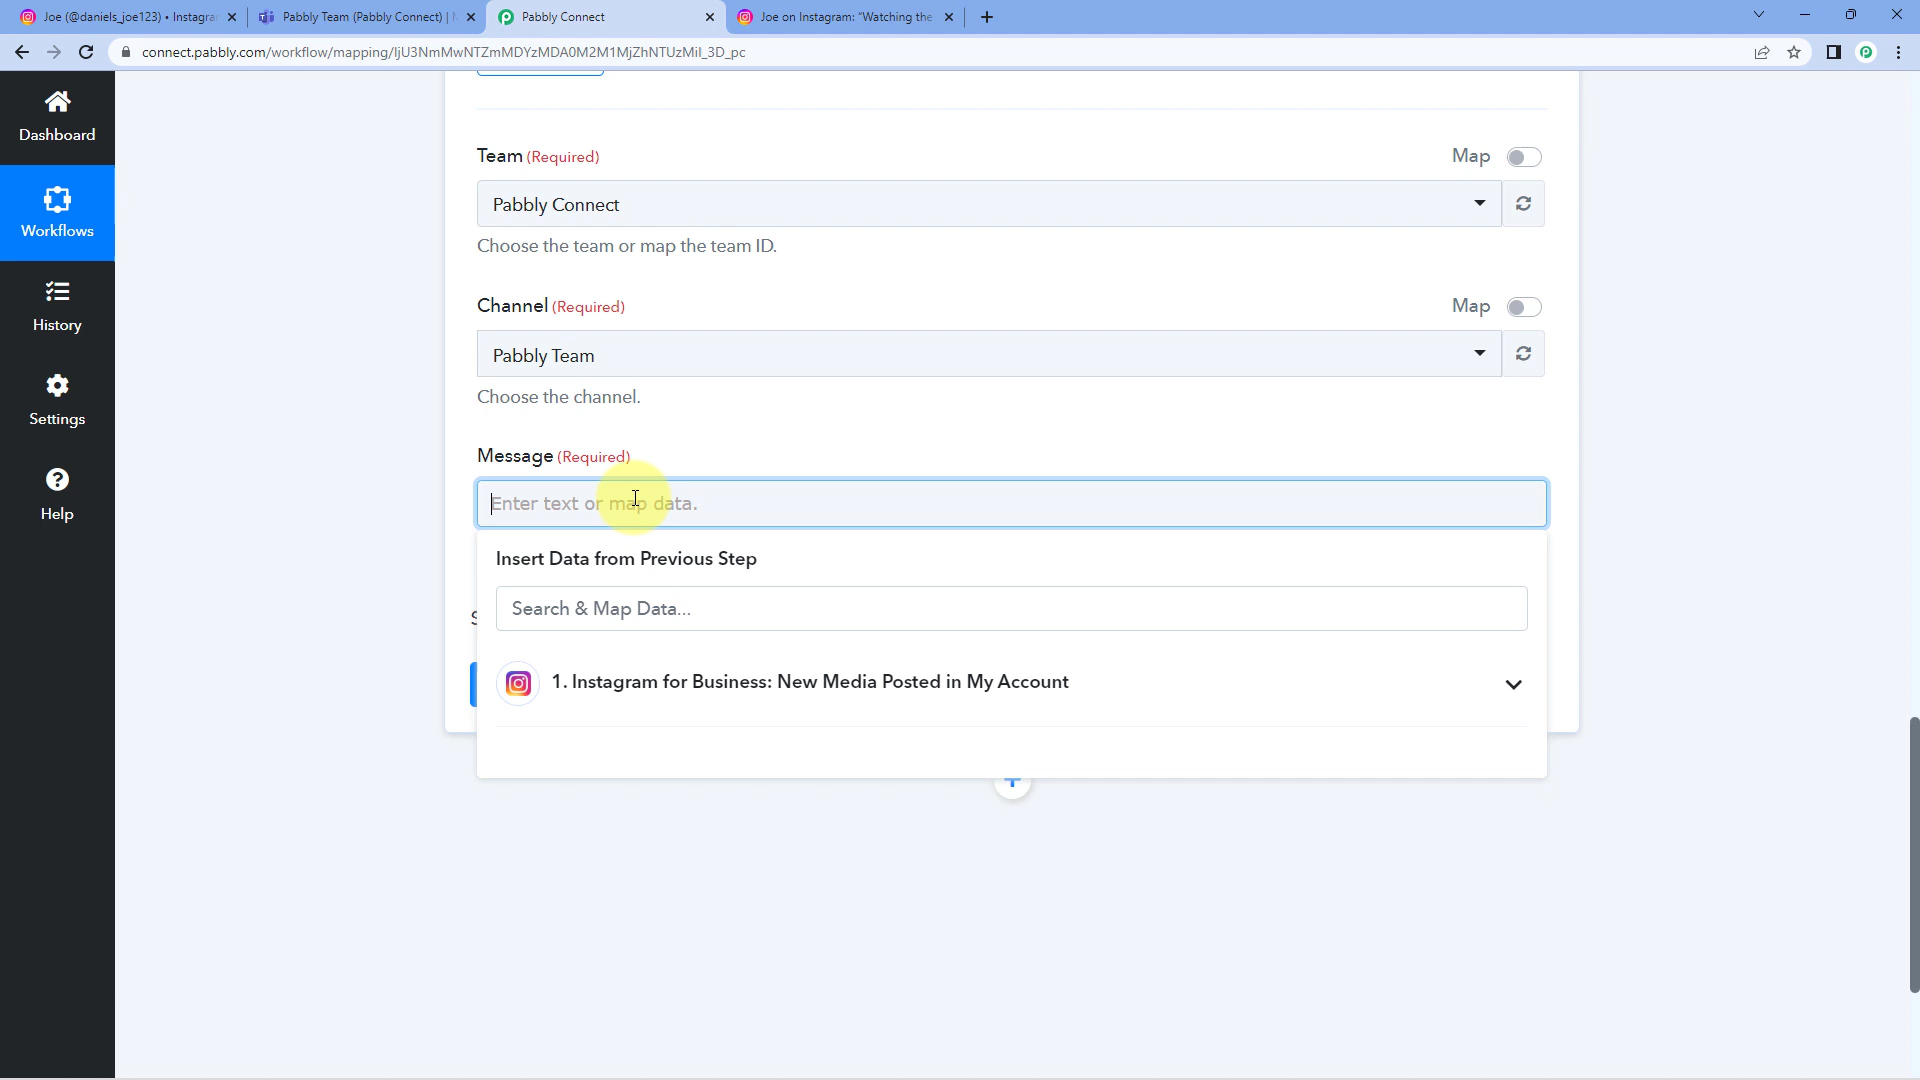 Joe (@daniels_joe123) • Instagra
Pabbly Team (Pabbly Connect) |
Pabbly Connect
Joe on Instagram: "Watching the
connect.pabbly.com/workflow/mapping/IjU3NmMwNTZmMDYzMDA0M2M1MjZhNTUzMiI_3D_pc
Dashboard
Workflows
History
Settings
Help
Team (Required)
Map
Pabbly Connect
Choose the team or map the team ID.
Channel (Required)
Map
Pabbly Team
Choose the channel.
Message (Required)
Enter text or map data.
Insert Data from Previous Step
Search & Map Data...
1. Instagram for Business: New Media Posted in My Account